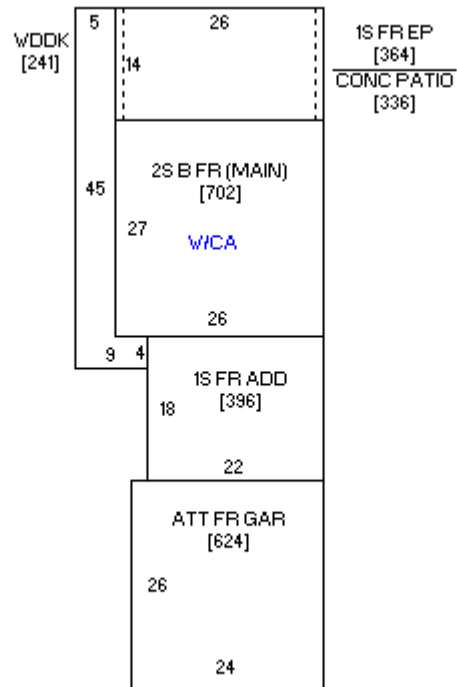 5
26
WDDK
[241]
1S FR EP
[364]
CONC PATIO
[336]
14
2S B FR (MAIN)
[702]
45
27
W/CA
26
9
4
1S FR ADD
[396]
18
22
ATT FR GAR
[624]
26
24